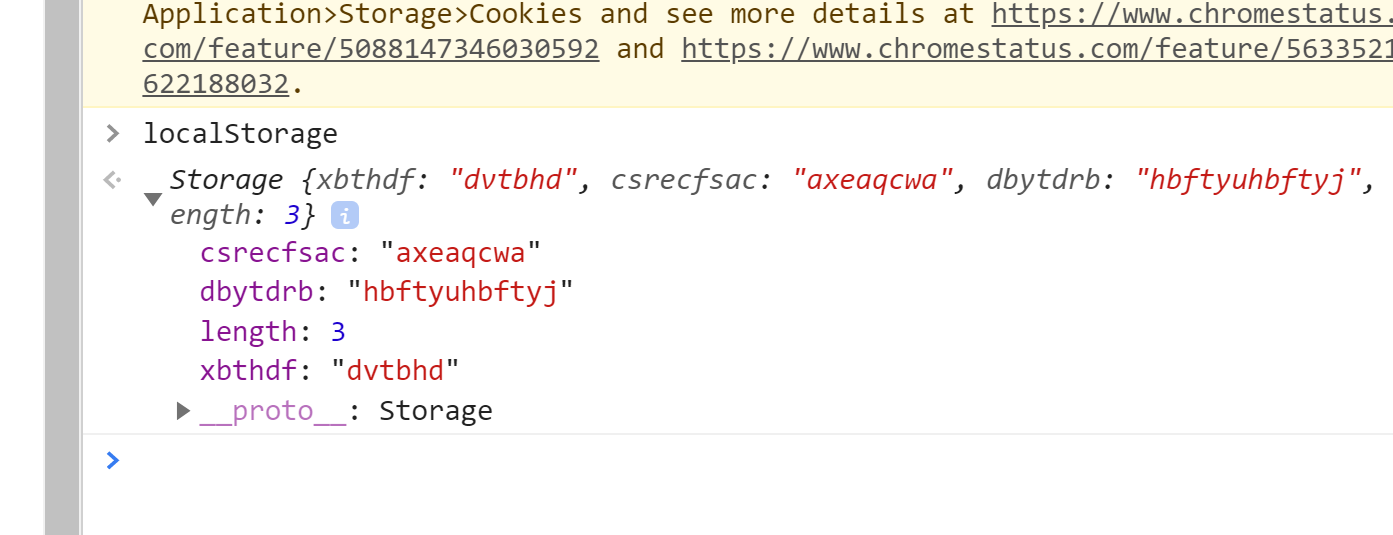 Application>Storage>Cookies and see more details at https://www.chromestatus.
com/feature/5088147346030592 and https://www.chromestatus.com/feature/5633521
622188032.
> localStorage
Storage {xbthdf: "dvtbhd", csrecfsac: "axeaqcwa", dbytdrb: "hbftyuhbftyj",
ength: 3} i
csrecfsac: "axeaqcwa"
dbytdrb: "hbftyuhbftyj"
length: 3
xbthdf: "dvtbhd"
__proto__: Storage
>